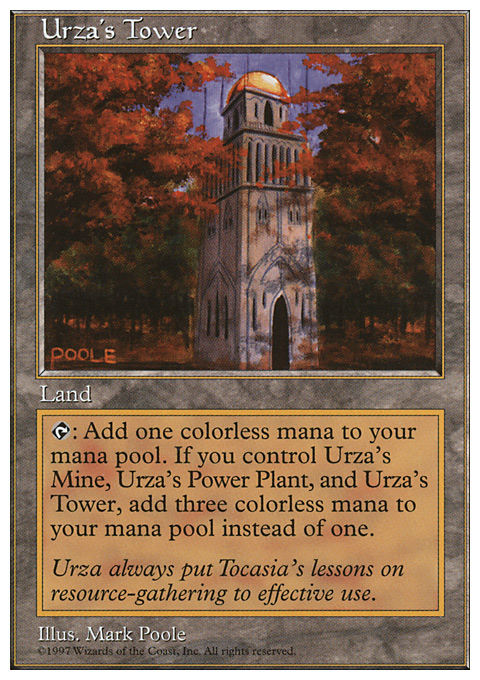 Urza's Tower
POOLE
Land
: Add one colorless mana to your
mana pool. If you control Urza's
Mine, Urza's Power Plant, and Urza's
Tower, add three colorless mana to
your mana pool instead of one.
Urza always put Tocasia's lessons on
resource-gathering to effective use.
Illus. Mark Poole
©1997 Wizards of the Coast, Inc. All rights reserved.